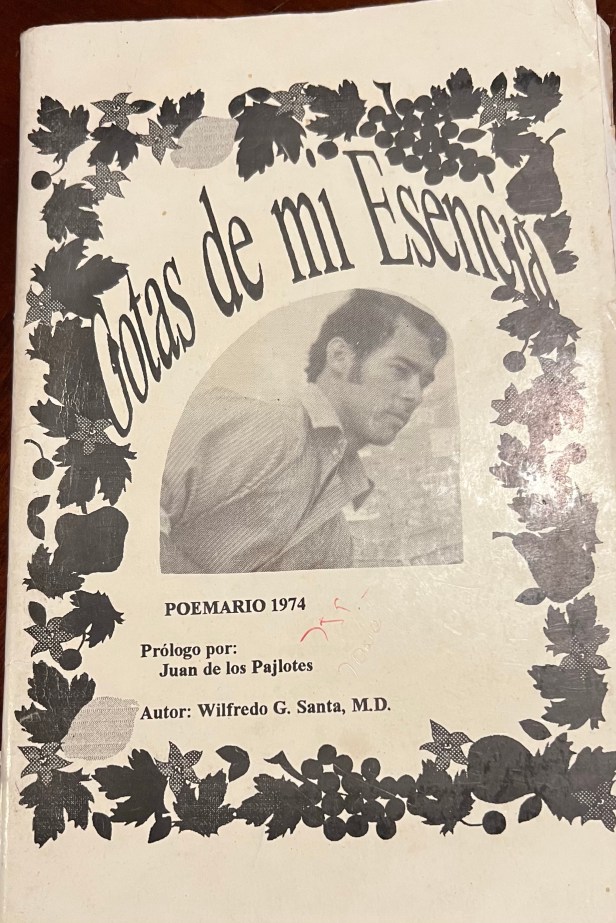 Gotas de mi Esencia
POEMARIO 1974
Prólogo por:
Juan de los Pajlotes
Autor: Wilfredo G. Santa, M.D.